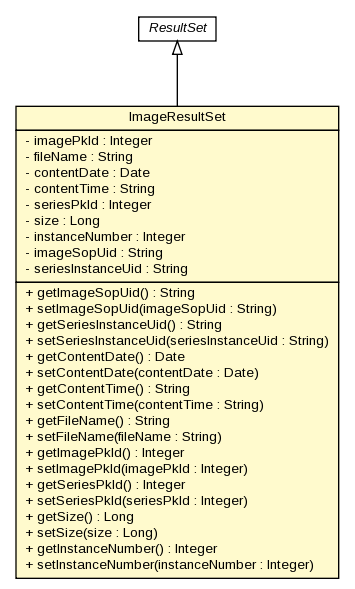 ResultSet
ImageResultSet
- imagePkId : Integer
- fileName : String
- contentDate : Date
- contentTime : String
- seriesPkId : Integer
- size : Long
- instanceNumber : Integer
- imageSopUid : String
- seriesInstanceUid : String
+ getImageSopUid() : String
+ setImageSopUid(imageSopUid : String)
+ getSeriesInstanceUid() : String
+ setSeriesInstanceUid(seriesInstanceUid : String)
+ getContentDate() : Date
+ setContentDate(contentDate : Date)
+ getContentTime() : String
+ setContentTime(contentTime : String)
+ getFileName() : String
+ setFileName(fileName : String)
+ getImagePkId() : Integer
+ setImagePkId(imagePkId : Integer)
+ getSeriesPkId() : Integer
+ setSeriesPkId(seriesPkId : Integer)
+ getSize() : Long
+ setSize(size : Long)
+ getInstanceNumber() : Integer
+ setInstanceNumber(instanceNumber : Integer)